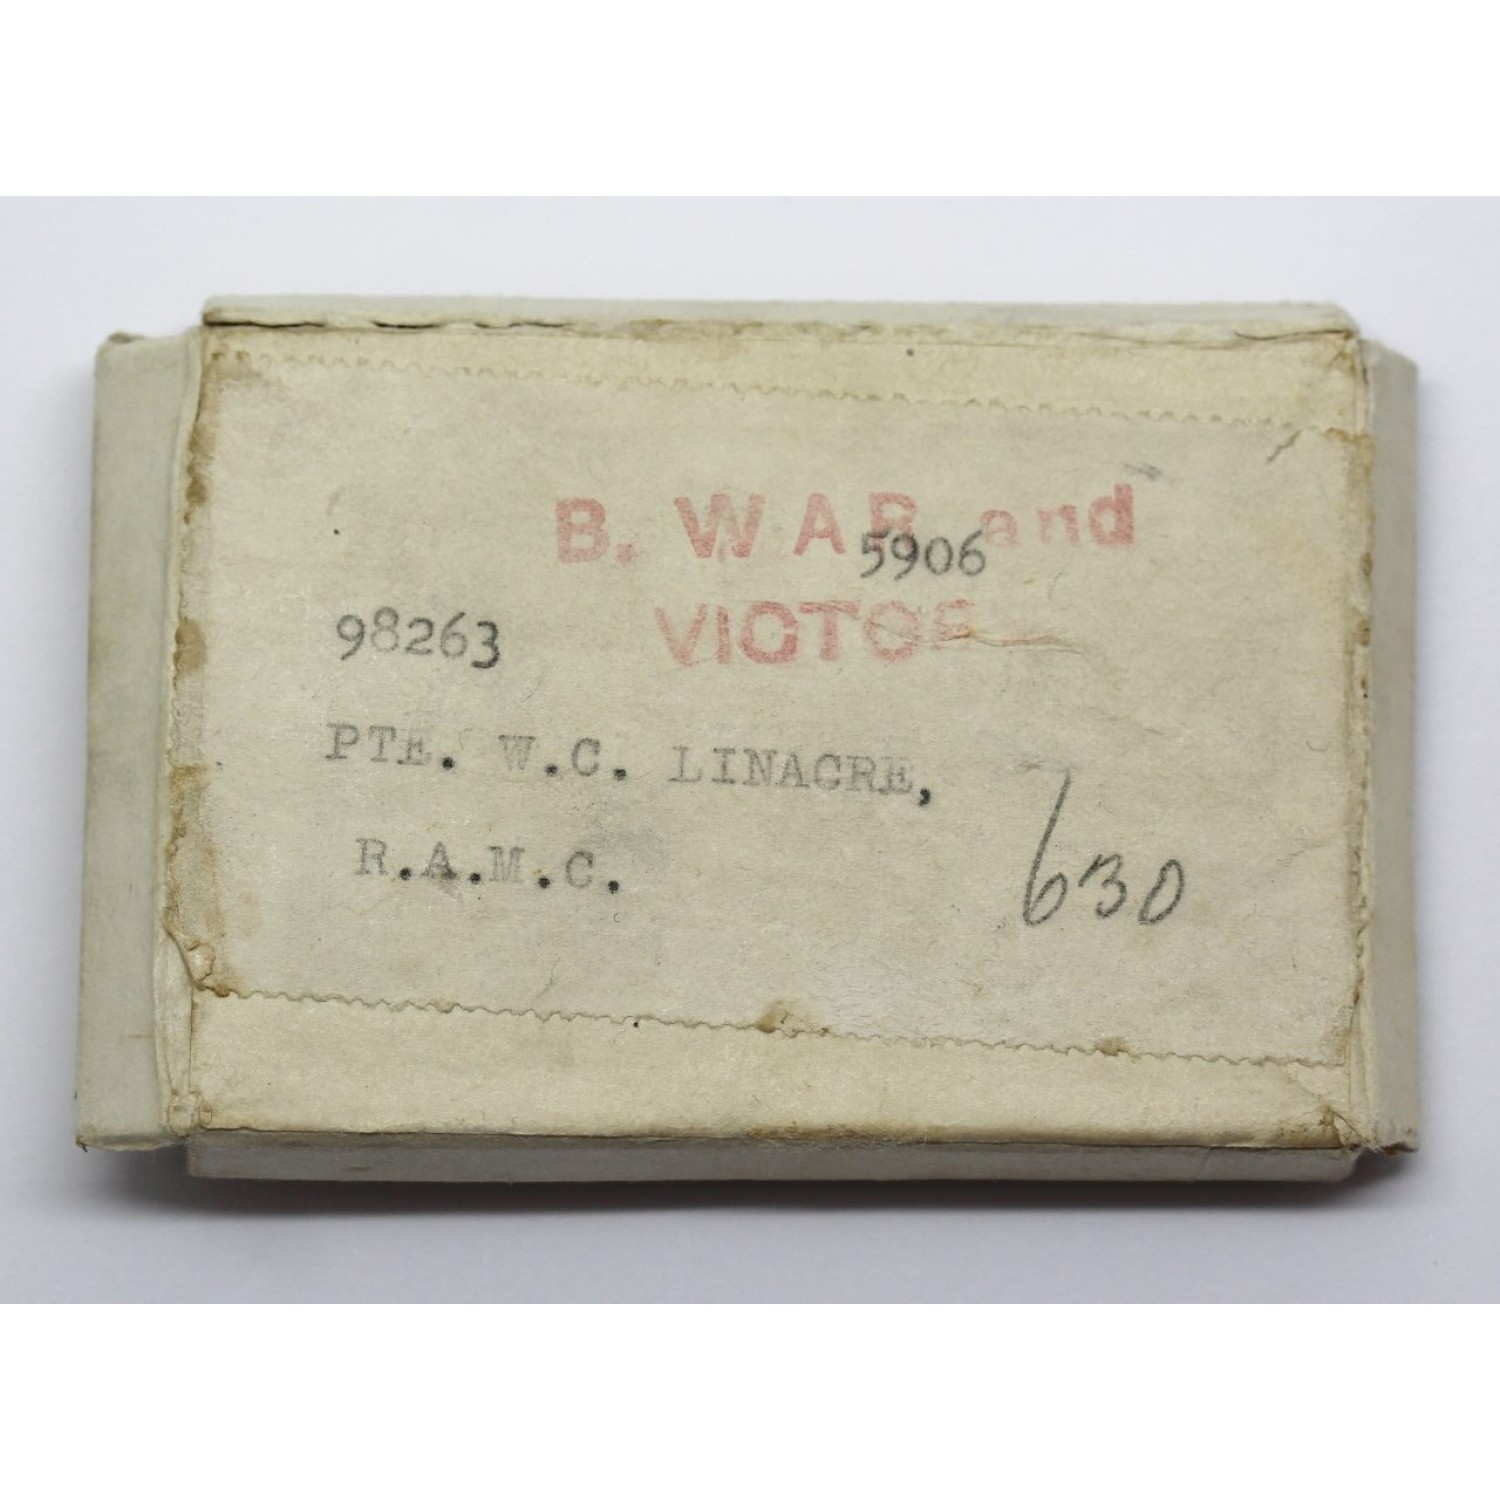 B. WAR and
5906
98263
VICTOR
PTE. W.C. LINACRE,
R.A.M.C.
630